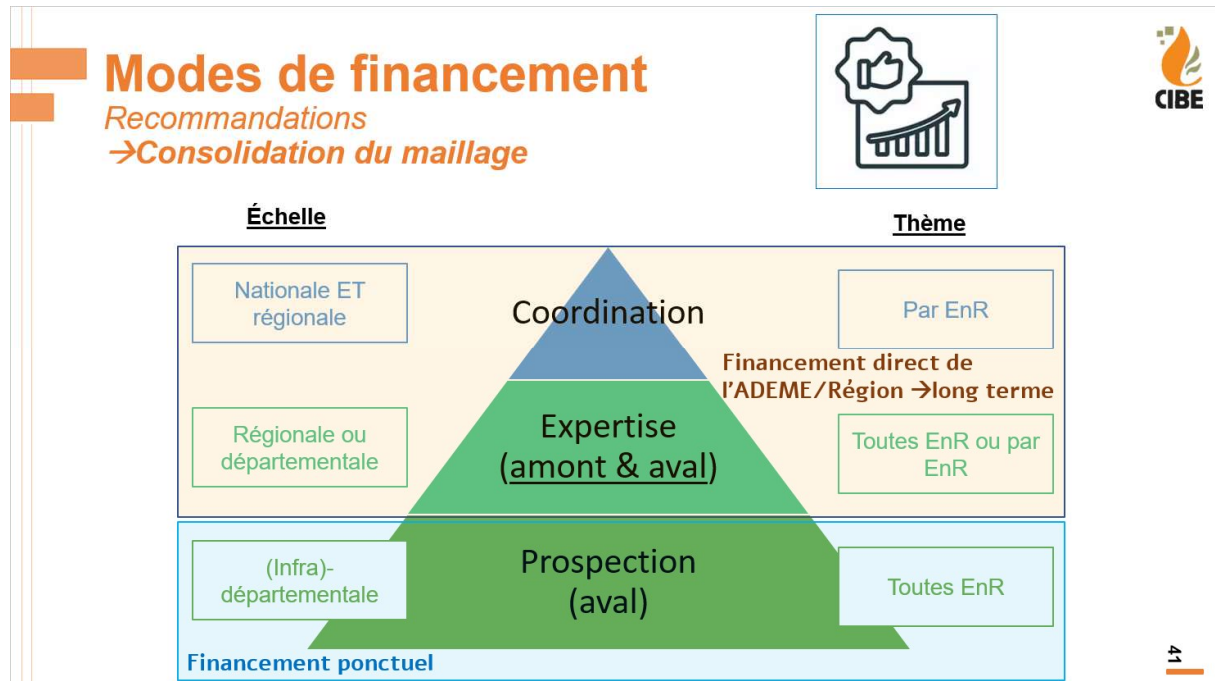 Modes de financement
Recommandations
→Consolidation du maillage
CIBE
Échelle
Thème
Nationale ET
régionale
Coordination
Par EnR
Financement direct de
l'ADEME/Région →long terme
Régionale ou
départementale
Expertise
(amont & aval)
Toutes EnR ou par
EnR
(Infra)-
départementale
Prospection
(aval)
Toutes EnR
Financement ponctuel
41